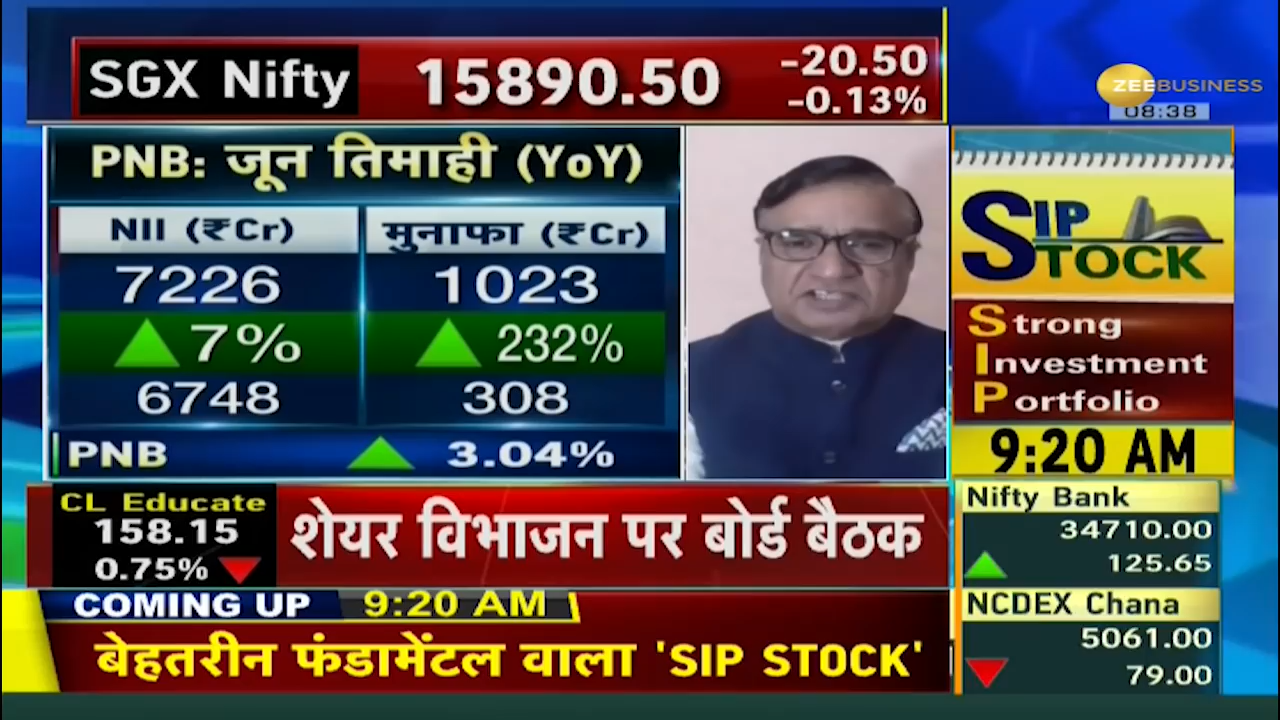 SGX Nifty 15890.50 -20.50
-0.13%
ZEEBUSINESS
08:38
PNB: जून तिमाही (YoY)
NII (₹Cr) मुनाफा (₹Cr)
7226 1023
7% 232%
6748 308
PNB 3.04%
SIP
STOCK
Strong
Investment
Portfolio
9:20 AM
CL Educate
158.15
0.75%
शेयर विभाजन पर बोर्ड बैठक
Nifty Bank
34710.00
125.65
COMING UP 9:20 AM
बेहतरीन फंडामेंटल वाला 'SIP STOCK'
NCDEX Chana
5061.00
79.00